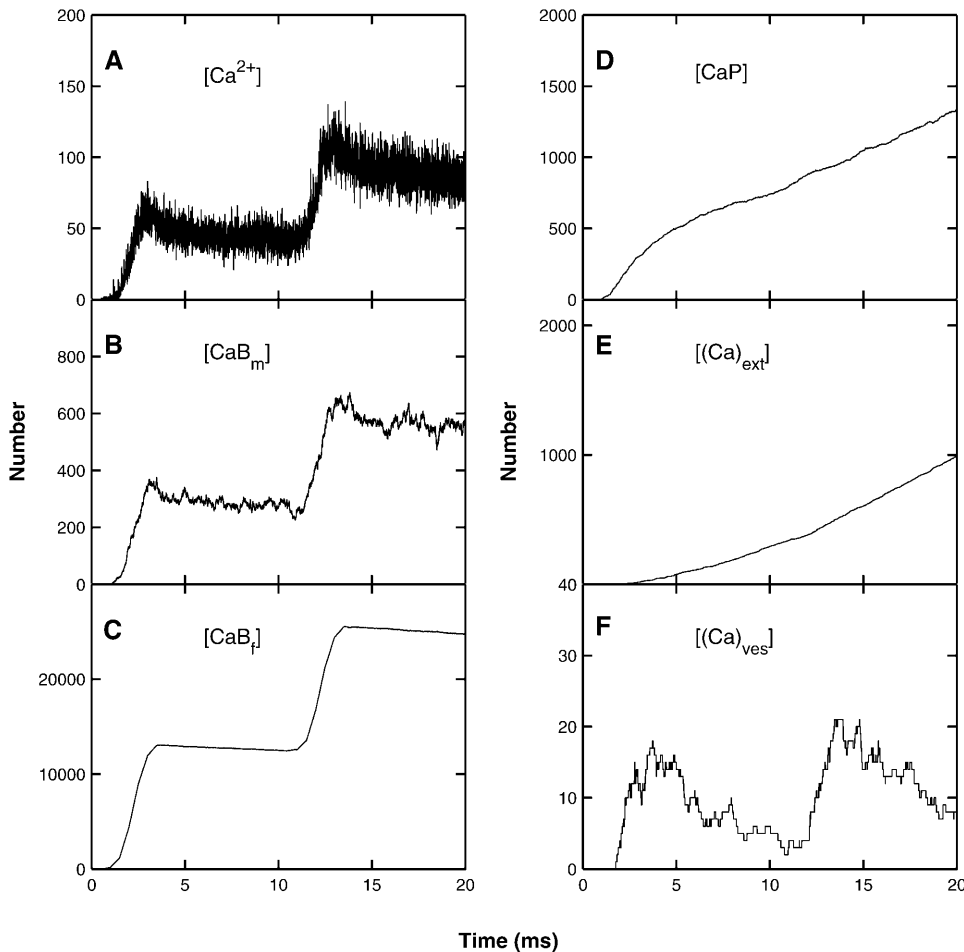 200
150
100
50
0
A
[Ca2+]
800
600
400
200
0
B
[CaBm]
20000
10000
0
C
[CaBf]
0 5 10 15 20
Number
2000
1500
1000
500
0
D
[CaP]
2000
1000
E
[(Ca)ext]
40
30
20
10
0
F
[(Ca)ves]
0 5 10 15 20
Number
Time (ms)